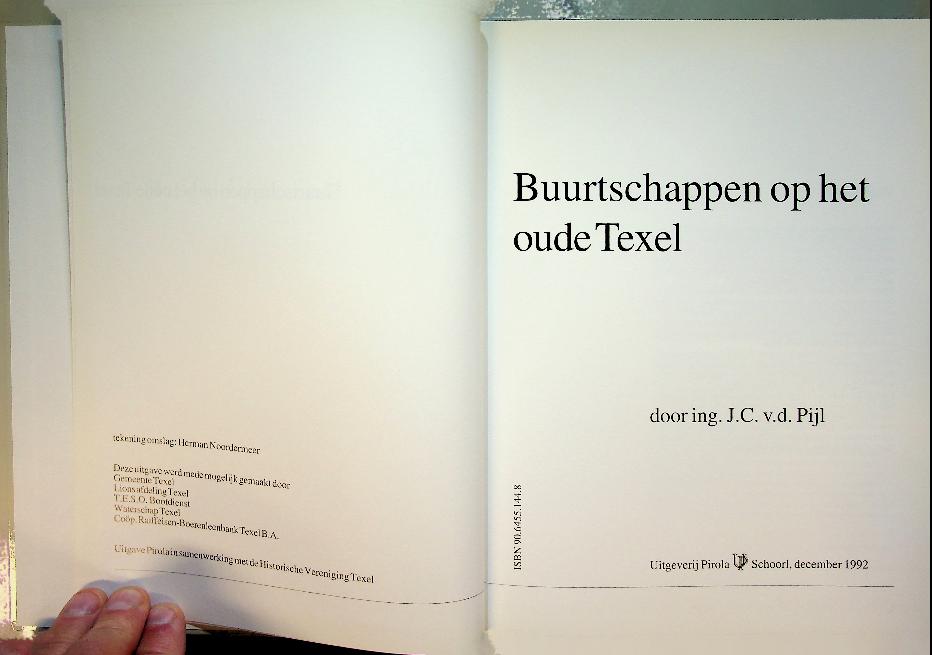 tekening omslag: Herman Noordermeer
Deze uitgave werd mede mogelijk gemaakt door
Gemeente Texel
Lions afdeling Texel
T.E.S.O. Bootdienst
Waterschap Texel
Coöp. Raiffeisen-Boerenleenbank Texel B.A.
Uitgave Pirola in samenwerking met de Historische Vereniging Texel
Buurtschappen op het
oude Texel
door ing. J.C. v.d. Pijl
ISBN 90.6455.144.8
Uitgeverij Pirola UP Schoorl, december 1992